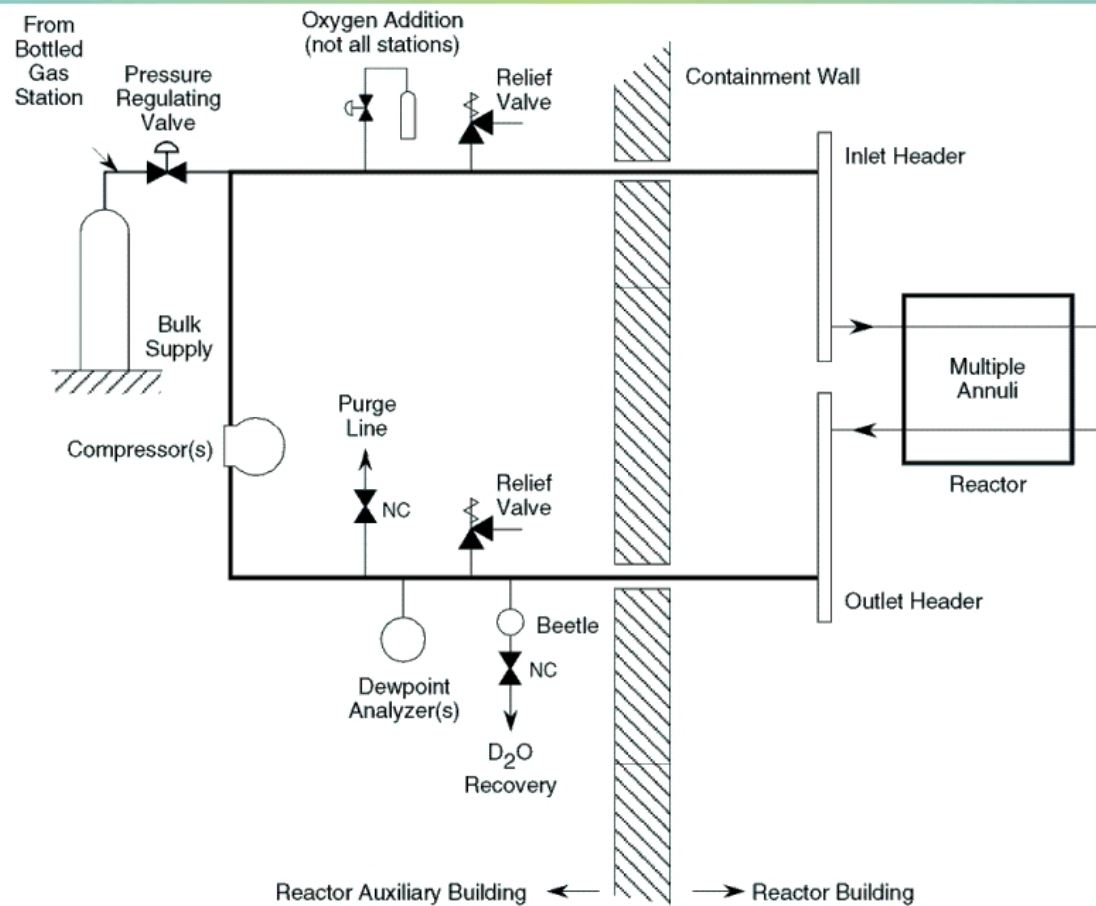 From
Bottled
Gas
Station
Pressure
Regulating
Valve
Oxygen Addition
(not all stations)
Relief
Valve
Containment Wall
Inlet Header
Bulk
Supply
Multiple
Annuli
Reactor
Compressor(s)
Purge
Line
NC
Relief
Valve
Outlet Header
Beetle
NC
Dewpoint
Analyzer(s)
D₂O
Recovery
Reactor Auxiliary Building
Reactor Building